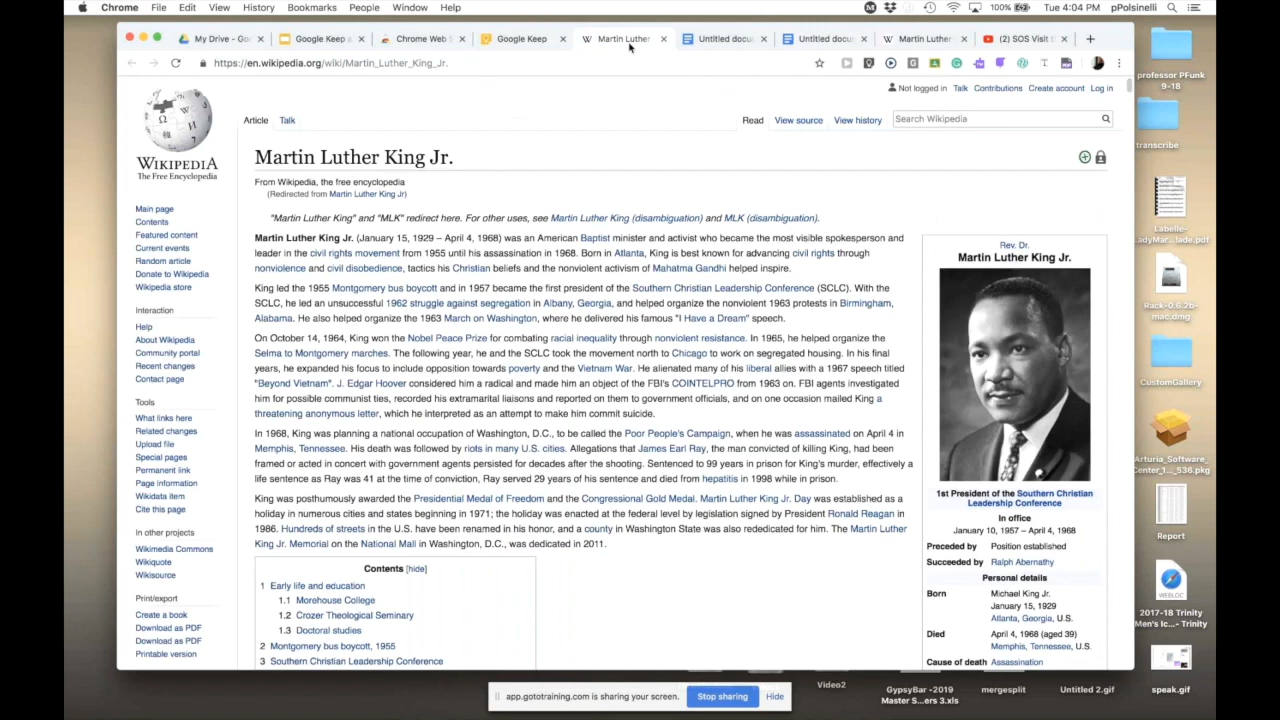 Chrome File Edit View History Bookmarks People Window Help 100% Tue 4:04 PM pPolsinelli
My Drive - Go Google Keep a Chrome Web S Google Keep Martin Luther Untitled docu Untitled docu Martin Luther (2) SOS Visit t
https://en.wikipedia.org/wiki/Martin_Luther_King_Jr.
Not logged in Talk Contributions Create account Log in
Article Talk Read View source View history Search Wikipedia
WIKIPEDIA
The Free Encyclopedia
Main page
Contents
Featured content
Current events
Random article
Donate to Wikipedia
Wikipedia store
Interaction
Help
About Wikipedia
Community portal
Recent changes
Contact page
Tools
What links here
Related changes
Upload file
Special pages
Permanent link
Page information
Wikidata item
Cite this page
In other projects
Wikimedia Commons
Wikiquote
Wikisource
Print/export
Create a book
Download as PDF
Download as PDF
Printable version
Martin Luther King Jr.
From Wikipedia, the free encyclopedia
(Redirected from Martin Luther King Jr)
"Martin Luther King" and "MLK" redirect here. For other uses, see Martin Luther King (disambiguation) and MLK (disambiguation).
Martin Luther King Jr. (January 15, 1929 – April 4, 1968) was an American Baptist minister and activist who became the most visible spokesperson and
leader in the civil rights movement from 1955 until his assassination in 1968. Born in Atlanta, King is best known for advancing civil rights through
nonviolence and civil disobedience, tactics his Christian beliefs and the nonviolent activism of Mahatma Gandhi helped inspire.
King led the 1955 Montgomery bus boycott and in 1957 became the first president of the Southern Christian Leadership Conference (SCLC). With the
SCLC, he led an unsuccessful 1962 struggle against segregation in Albany, Georgia, and helped organize the nonviolent 1963 protests in Birmingham,
Alabama. He also helped organize the 1963 March on Washington, where he delivered his famous "I Have a Dream" speech.
On October 14, 1964, King won the Nobel Peace Prize for combating racial inequality through nonviolent resistance. In 1965, he helped organize the
Selma to Montgomery marches. The following year, he and the SCLC took the movement north to Chicago to work on segregated housing. In his final
years, he expanded his focus to include opposition towards poverty and the Vietnam War. He alienated many of his liberal allies with a 1967 speech titled
"Beyond Vietnam". J. Edgar Hoover considered him a radical and made him an object of the FBI's COINTELPRO from 1963 on. FBI agents investigated
him for possible communist ties, recorded his extramarital liaisons and reported on them to government officials, and on one occasion mailed King a
threatening anonymous letter, which he interpreted as an attempt to make him commit suicide.
In 1968, King was planning a national occupation of Washington, D.C., to be called the Poor People's Campaign, when he was assassinated on April 4 in
Memphis, Tennessee. His death was followed by riots in many U.S. cities. Allegations that James Earl Ray, the man convicted of killing King, had been
framed or acted in concert with government agents persisted for decades after the shooting. Sentenced to 99 years in prison for King's murder, effectively a
life sentence as Ray was 41 at the time of conviction, Ray served 29 years of his sentence and died from hepatitis in 1998 while in prison.
King was posthumously awarded the Presidential Medal of Freedom and the Congressional Gold Medal. Martin Luther King Jr. Day was established as a
holiday in numerous cities and states beginning in 1971; the holiday was enacted at the federal level by legislation signed by President Ronald Reagan in
1986. Hundreds of streets in the U.S. have been renamed in his honor, and a county in Washington State was also rededicated for him. The Martin Luther
King Jr. Memorial on the National Mall in Washington, D.C., was dedicated in 2011.
Contents [hide]
1 Early life and education
1.1 Morehouse College
1.2 Crozer Theological Seminary
1.3 Doctoral studies
2 Montgomery bus boycott, 1955
3 Southern Christian Leadership Conference
Rev. Dr.
Martin Luther King Jr.
1st President of the Southern Christian
Leadership Conference
In office
January 10, 1957 – April 4, 1968
Preceded by Position established
Succeeded by Ralph Abernathy
Personal details
Born Michael King Jr.
January 15, 1929
Atlanta, Georgia, U.S.
Died April 4, 1968 (aged 39)
Memphis, Tennessee, U.S.
Cause of death Assassination
professor PFunk
9-18
transcribe
Labelle-
LadyMar...lade.pdf
Rack-0.6.2b-
mac.dmg
CustomGallery
Arturia_Software_
Center_1..._536.pkg
Report
WEBLOC
2017-18 Trinity
Men's Ic...- Trinity
speak.gif
app.gototraining.com is sharing your screen. Stop sharing Hide
Video2
GypsyBar -2019
Master S...ers 3.xls
mergesplit
Untitled 2.gif